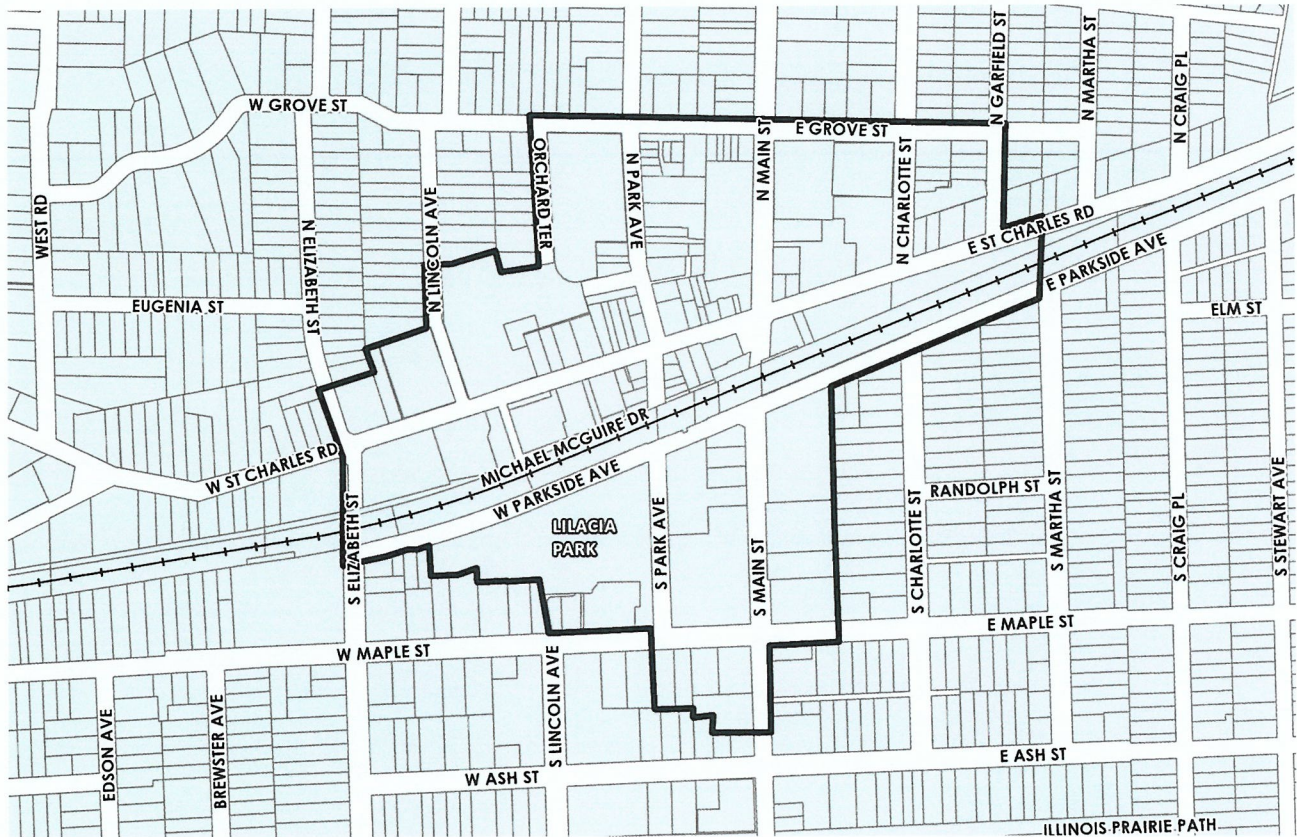 W GROVE ST
E GROVE ST
N GARFIELD ST
N MARTHA ST
N CRAIG PL
WEST RD
N ELIZABETH ST
N LINCOLN AVE
ORCHARD TER
N PARK AVE
N MAIN ST
N CHARLOTTE ST
E ST CHARLES RD
E PARKSIDE AVE
EUGENIA ST
ELM ST
W ST CHARLES RD
MICHAEL MCGUIRE DR
W PARKSIDE AVE
LILACIA
PARK
S ELIZABETH ST
S PARK AVE
S MAIN ST
S CHARLOTTE ST
RANDOLPH ST
S MARTHA ST
S CRAIG PL
S STEWART AVE
W MAPLE ST
E MAPLE ST
EDSON AVE
BREWSTER AVE
S LINCOLN AVE
W ASH ST
E ASH ST
ILLINOIS PRAIRIE PATH